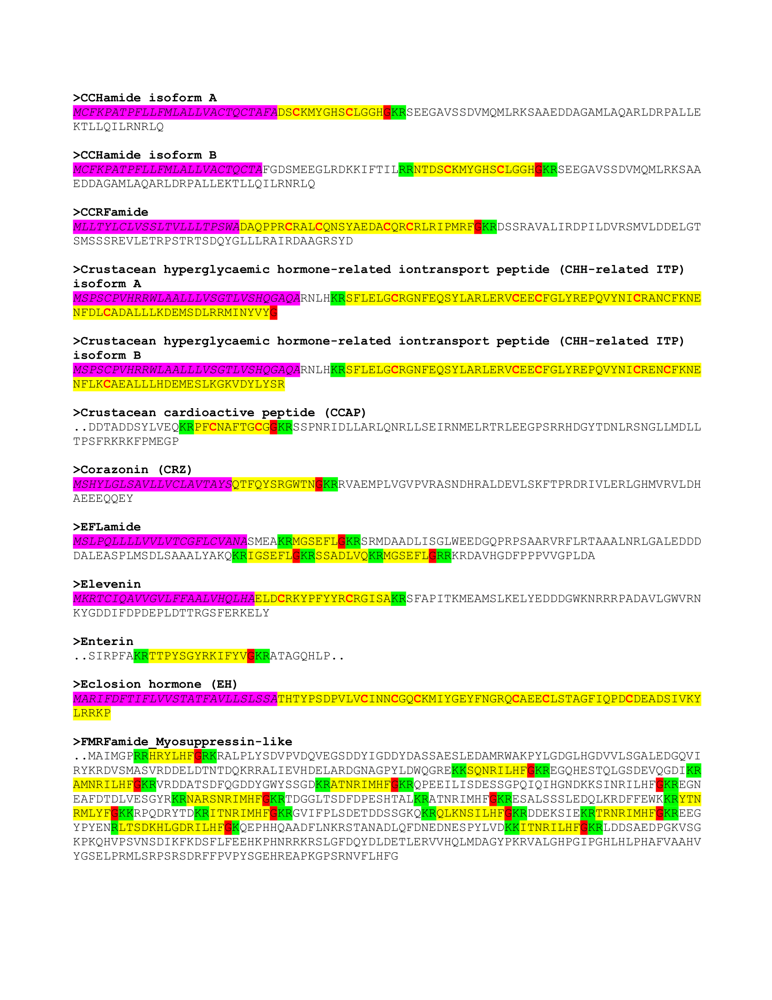 >CCHamide isoform A
MCFKPATPFLLFMLALLVACTQCTAFADSCKMYGHSCLGGHGKRSEEGAVSSDVMQMLRKSAAEDDAGAMLAQARLDRPALLE
KTLLQILRNRLQ
>CCHamide isoform B
MCFKPATPFLLFMLALLVACTQCTAFGDSMEEGLRDKKIFTILRRNTDSCKMYGHSCLGGHGKRSEEGAVSSDVMQMLRKSAA
EDDAGAMLAQARLDRPALLEKTLLQILRNRLQ
>CCRFamide
MLLTYLCLVSSLTVLLLTPSWADAQPPRCRALCQNSYAEDACQRCRLRIPMRFGKRDSSRAVALIRDPILDVRSMVLDDELGT
SMSSSREVLETRPSTRTSDQYGLLLRAIRDAAGRSYD
>Crustacean hyperglycaemic hormone-related iontransport peptide (CHH-related ITP)
isoform A
MSPSCPVHRRWLAALLLVSGTLVSHQGAQARNLHKRSFLELGCRGNFEQSYLARLERVCEECFGLYREPQVYNICRANCFKNE
NFDLCADALLLKDEMSDLRRMINYVYG
>Crustacean hyperglycaemic hormone-related iontransport peptide (CHH-related ITP)
isoform B
MSPSCPVHRRWLAALLLVSGTLVSHQGAQARNLHKRSFLELGCRGNFEQSYLARLERVCEECFGLYREPQVYNICRENCFKNE
NFLKCAEALLLHDEMESLKGKVDYLYSR
>Crustacean cardioactive peptide (CCAP)
..DDTADDSYLVEQKRPFCNAFTGCGGKRSSPNRIDLLARLQNRLLSEIRNMELRTRLEEGPSRRHDGYTDNLRSNGLLMDLL
TPSFRKRKFPMEGP
>Corazonin (CRZ)
MSHYLGLSAVLLVCLAVTAYSQTFQYSRGWTNGKRRVAEMPLVGVPVRASNDHRALDEVLSKFTPRDRIVLERLGHMVRVLDH
AEEEQQEY
>EFLamide
MSLPQLLLLVVLVTCGFLCVANASMEAKRMGSEFLGKRSRMDAADLISGLWEEDGQPRPSAARVRFLRTAAALNRLGALEDDD
DALEASPLMSDLSAAALYAKQKRIGSEFLGKRSSADLVQKRMGSEFLGRRKRDAVHGDFPPPVVGPLDA
>Elevenin
MKRTCIQAVVGVLFFAALVHQLHAELDCRKYPFYYRCRGISAKRSFAPITKMEAMSLKELYEDDDGWKNRRRPADAVLGWVRN
KYGDDIFDPDEPLDTTRGSFERKELY
>Enterin
..SIRPFAKRTTPYSGYRKIFYVGKRATAGQHLP..
>Eclosion hormone (EH)
MARIFDFTIFLVVSTATFAVLLSLSSATHTYPSDPVLVCINNCGQCKMIYGEYFNGRQCAEECLSTAGFIQPDCDEADSIVKY
LRRKP
>FMRFamide_Myosuppressin-like
..MAIMGPRRHRYLHFGRKRALPLYSDVPVDQVEGSDDYIGDDYDASSAESLEDAMRWAKPYLGDGLHGDVVLSGALEDGQVI
RYKRDVSMASVRDDELDTNTDQKRRALIEVHDELARDGNAGPYLDWQGREKKSQNRILHFGKREGQHESTQLGSDEVQGDIKR
AMNRILHFGKRVRDDATSDFQGDDYGWYSSGDKRATNRIMHFGKRQPEEILISDESSGPQIQIHGNDKKSINRILHFGKREGN
EAFDTDLVESGYRKRNARSNRIMHFGKRTDGGLTSDFDPESHTALKRATNRIMHFGKRESALSSSLEDQLKRDFFEWKKRYTN
RMLYFGKKRPQDRYTDKRITNRIMHFGKRGVIFPLSDETDDSSGKQKRQLKNSILHFGKRDDEKSIEKRTRNRIMHFGKREEG
YPYENRLTSDKHLGDRILHFGKQEPHHQAADFLNKRSTANADLQFDNEDNESPYLVDKKITNRILHFGKRLDDSAEDPGKVSG
KPKQHVPSVNSDIKFKDSFLFEEHKPHNRRKRSLGFDQYDLDETLERVVHQLMDAGYPKRVALGHPGIPGHLHLPHAFVAAHV
YGSELPRMLSRPSRSDRFFPVPYSGEHREAPKGPSRNVFLHFG